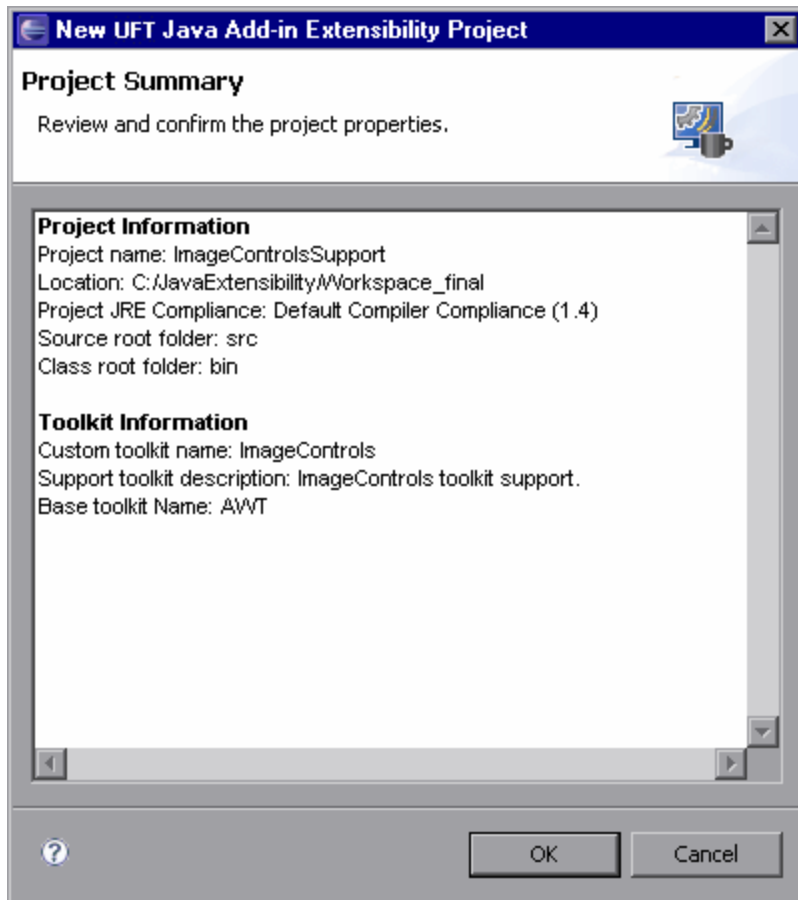 New UFT Java Add-in Extensibility Project
Project Summary
Review and confirm the project properties.
Project Information
Project name: ImageControlsSupport
Location: C:/JavaExtensibility/Workspace_final
Project JRE Compliance: Default Compiler Compliance (1.4)
Source root folder: src
Class root folder: bin
Toolkit Information
Custom toolkit name: ImageControls
Support toolkit description: ImageControls toolkit support.
Base toolkit Name: AWT
?
OK
Cancel